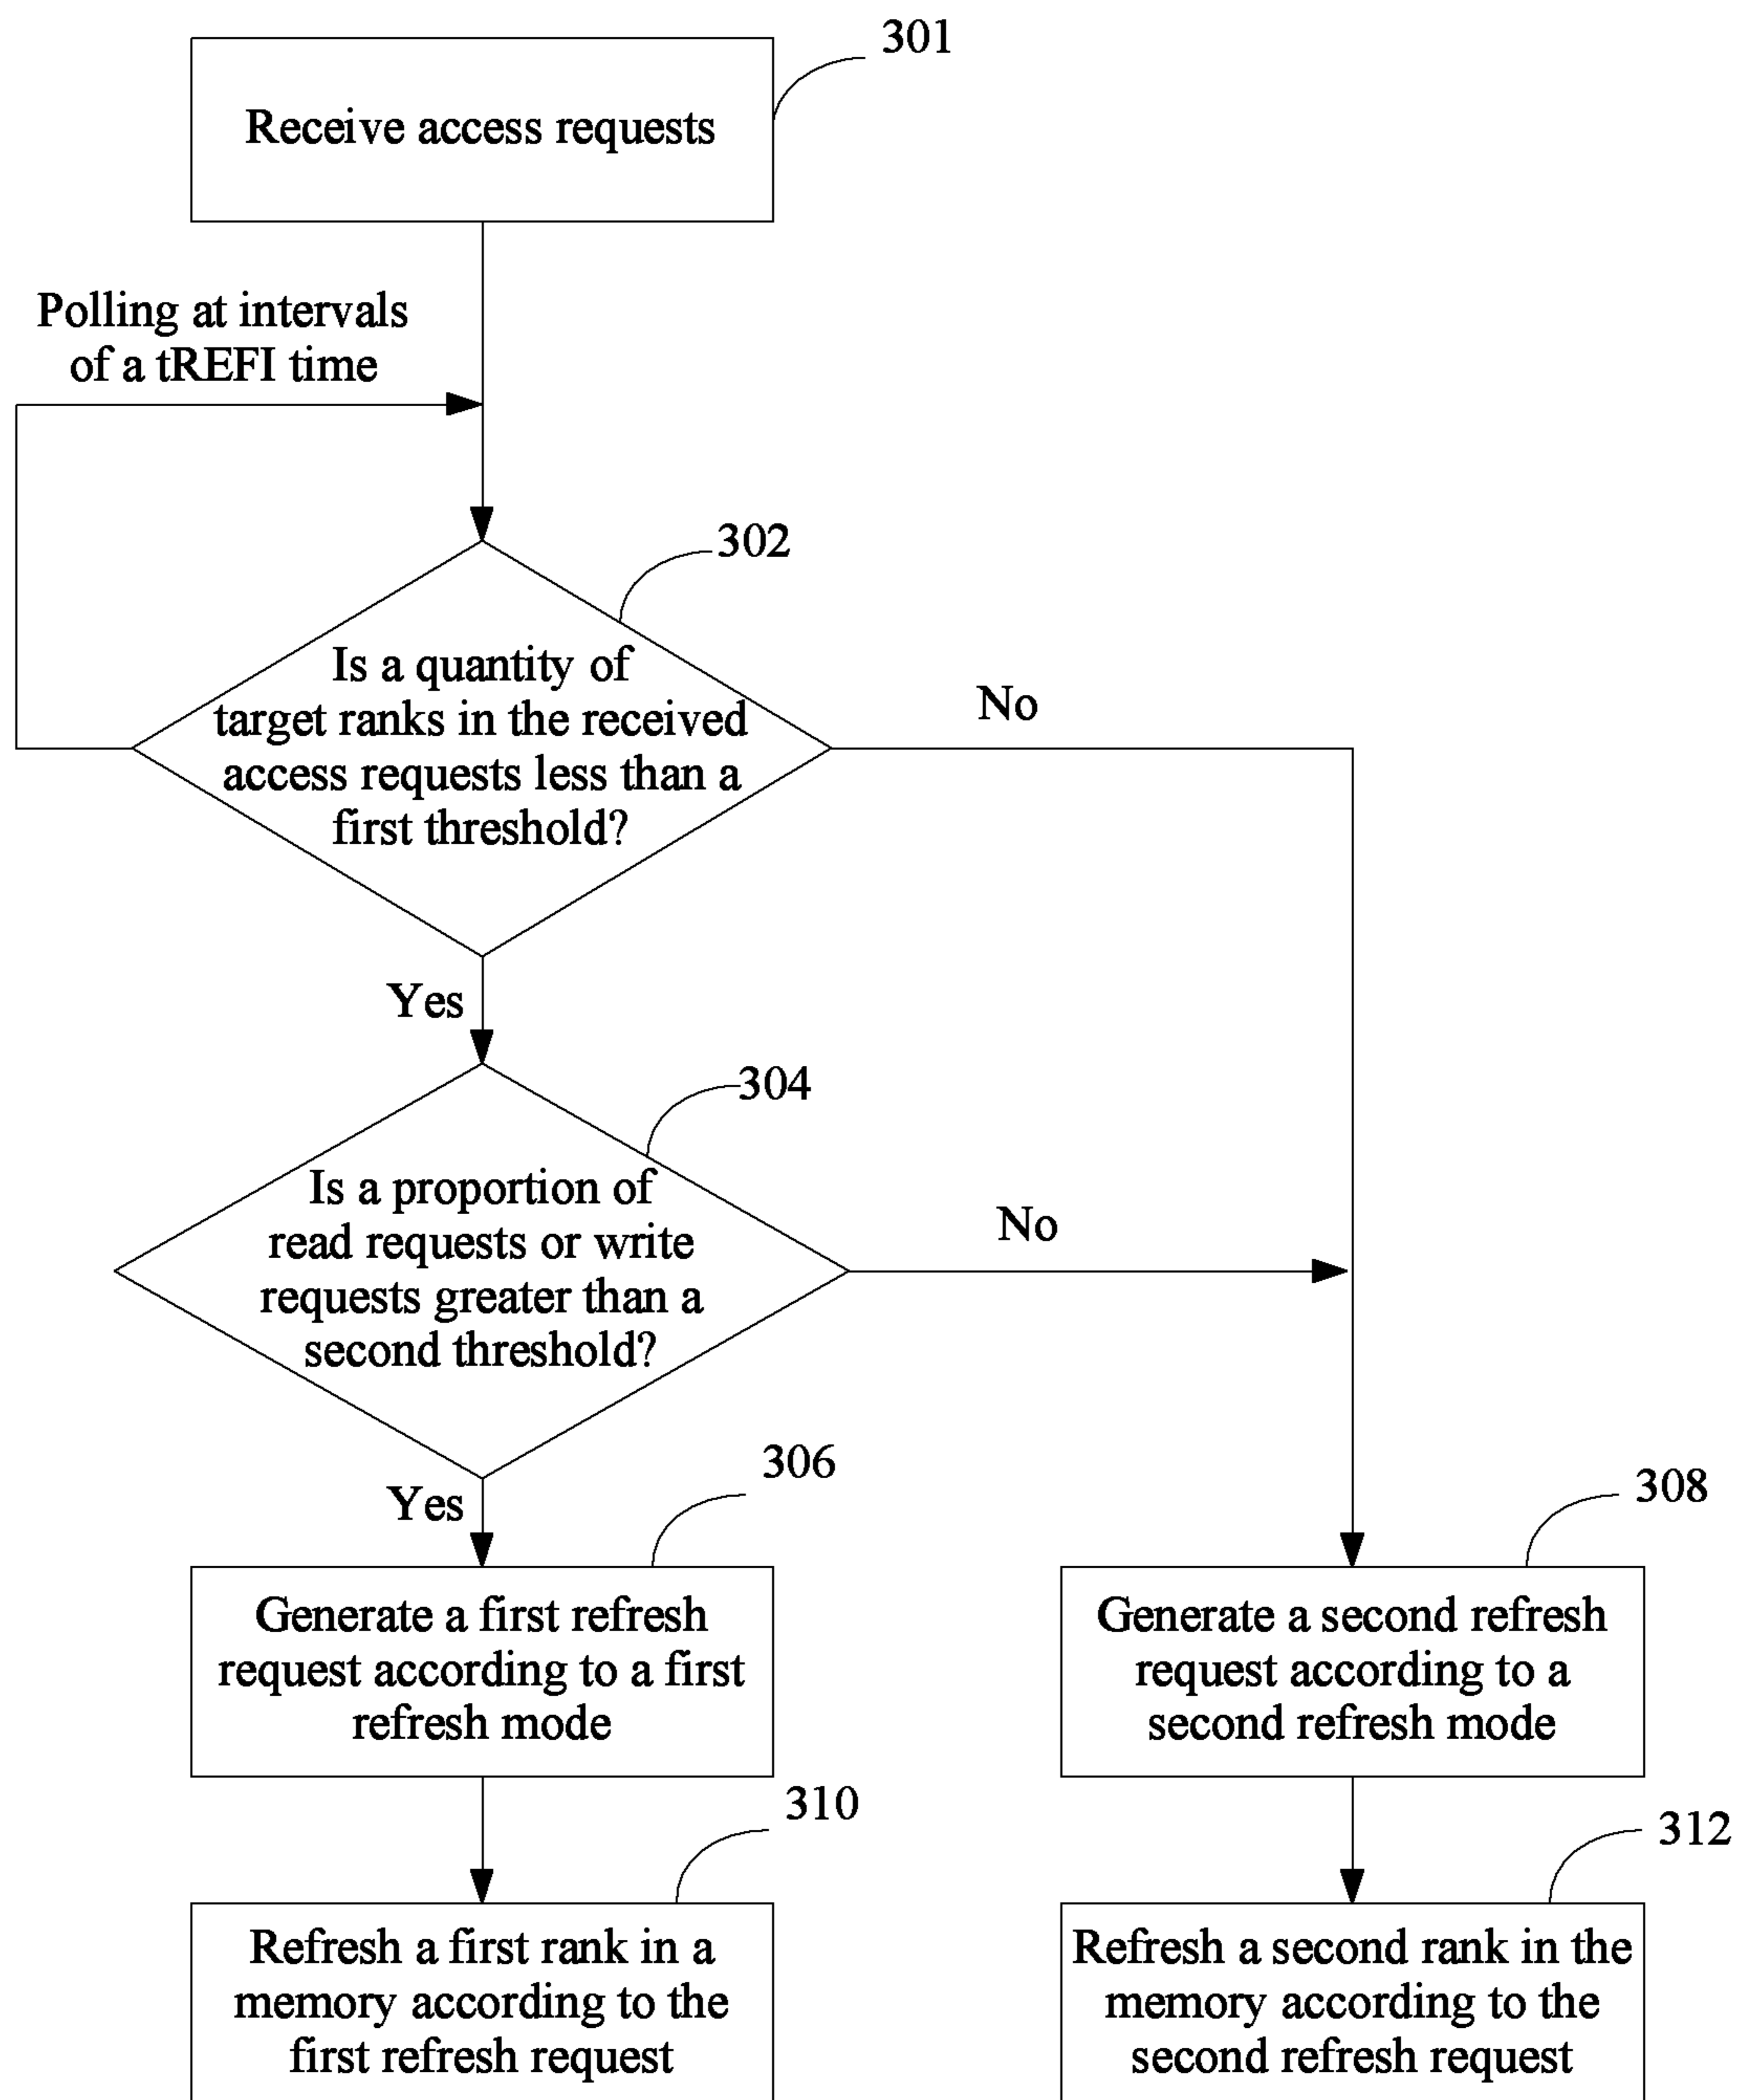 301
Receive access requests
Polling at intervals
of a tREFI time
302
Is a quantity of
target ranks in the received
access requests less than a
first threshold?
No
Yes
304
Is a proportion of
read requests or write
requests greater than a
second threshold?
No
Yes
306
308
Generate a first refresh
request according to a first
refresh mode
Generate a second refresh
request according to a
second refresh mode
310
312
Refresh a first rank in a
memory according to the
first refresh request
Refresh a second rank in the
memory according to the
second refresh request